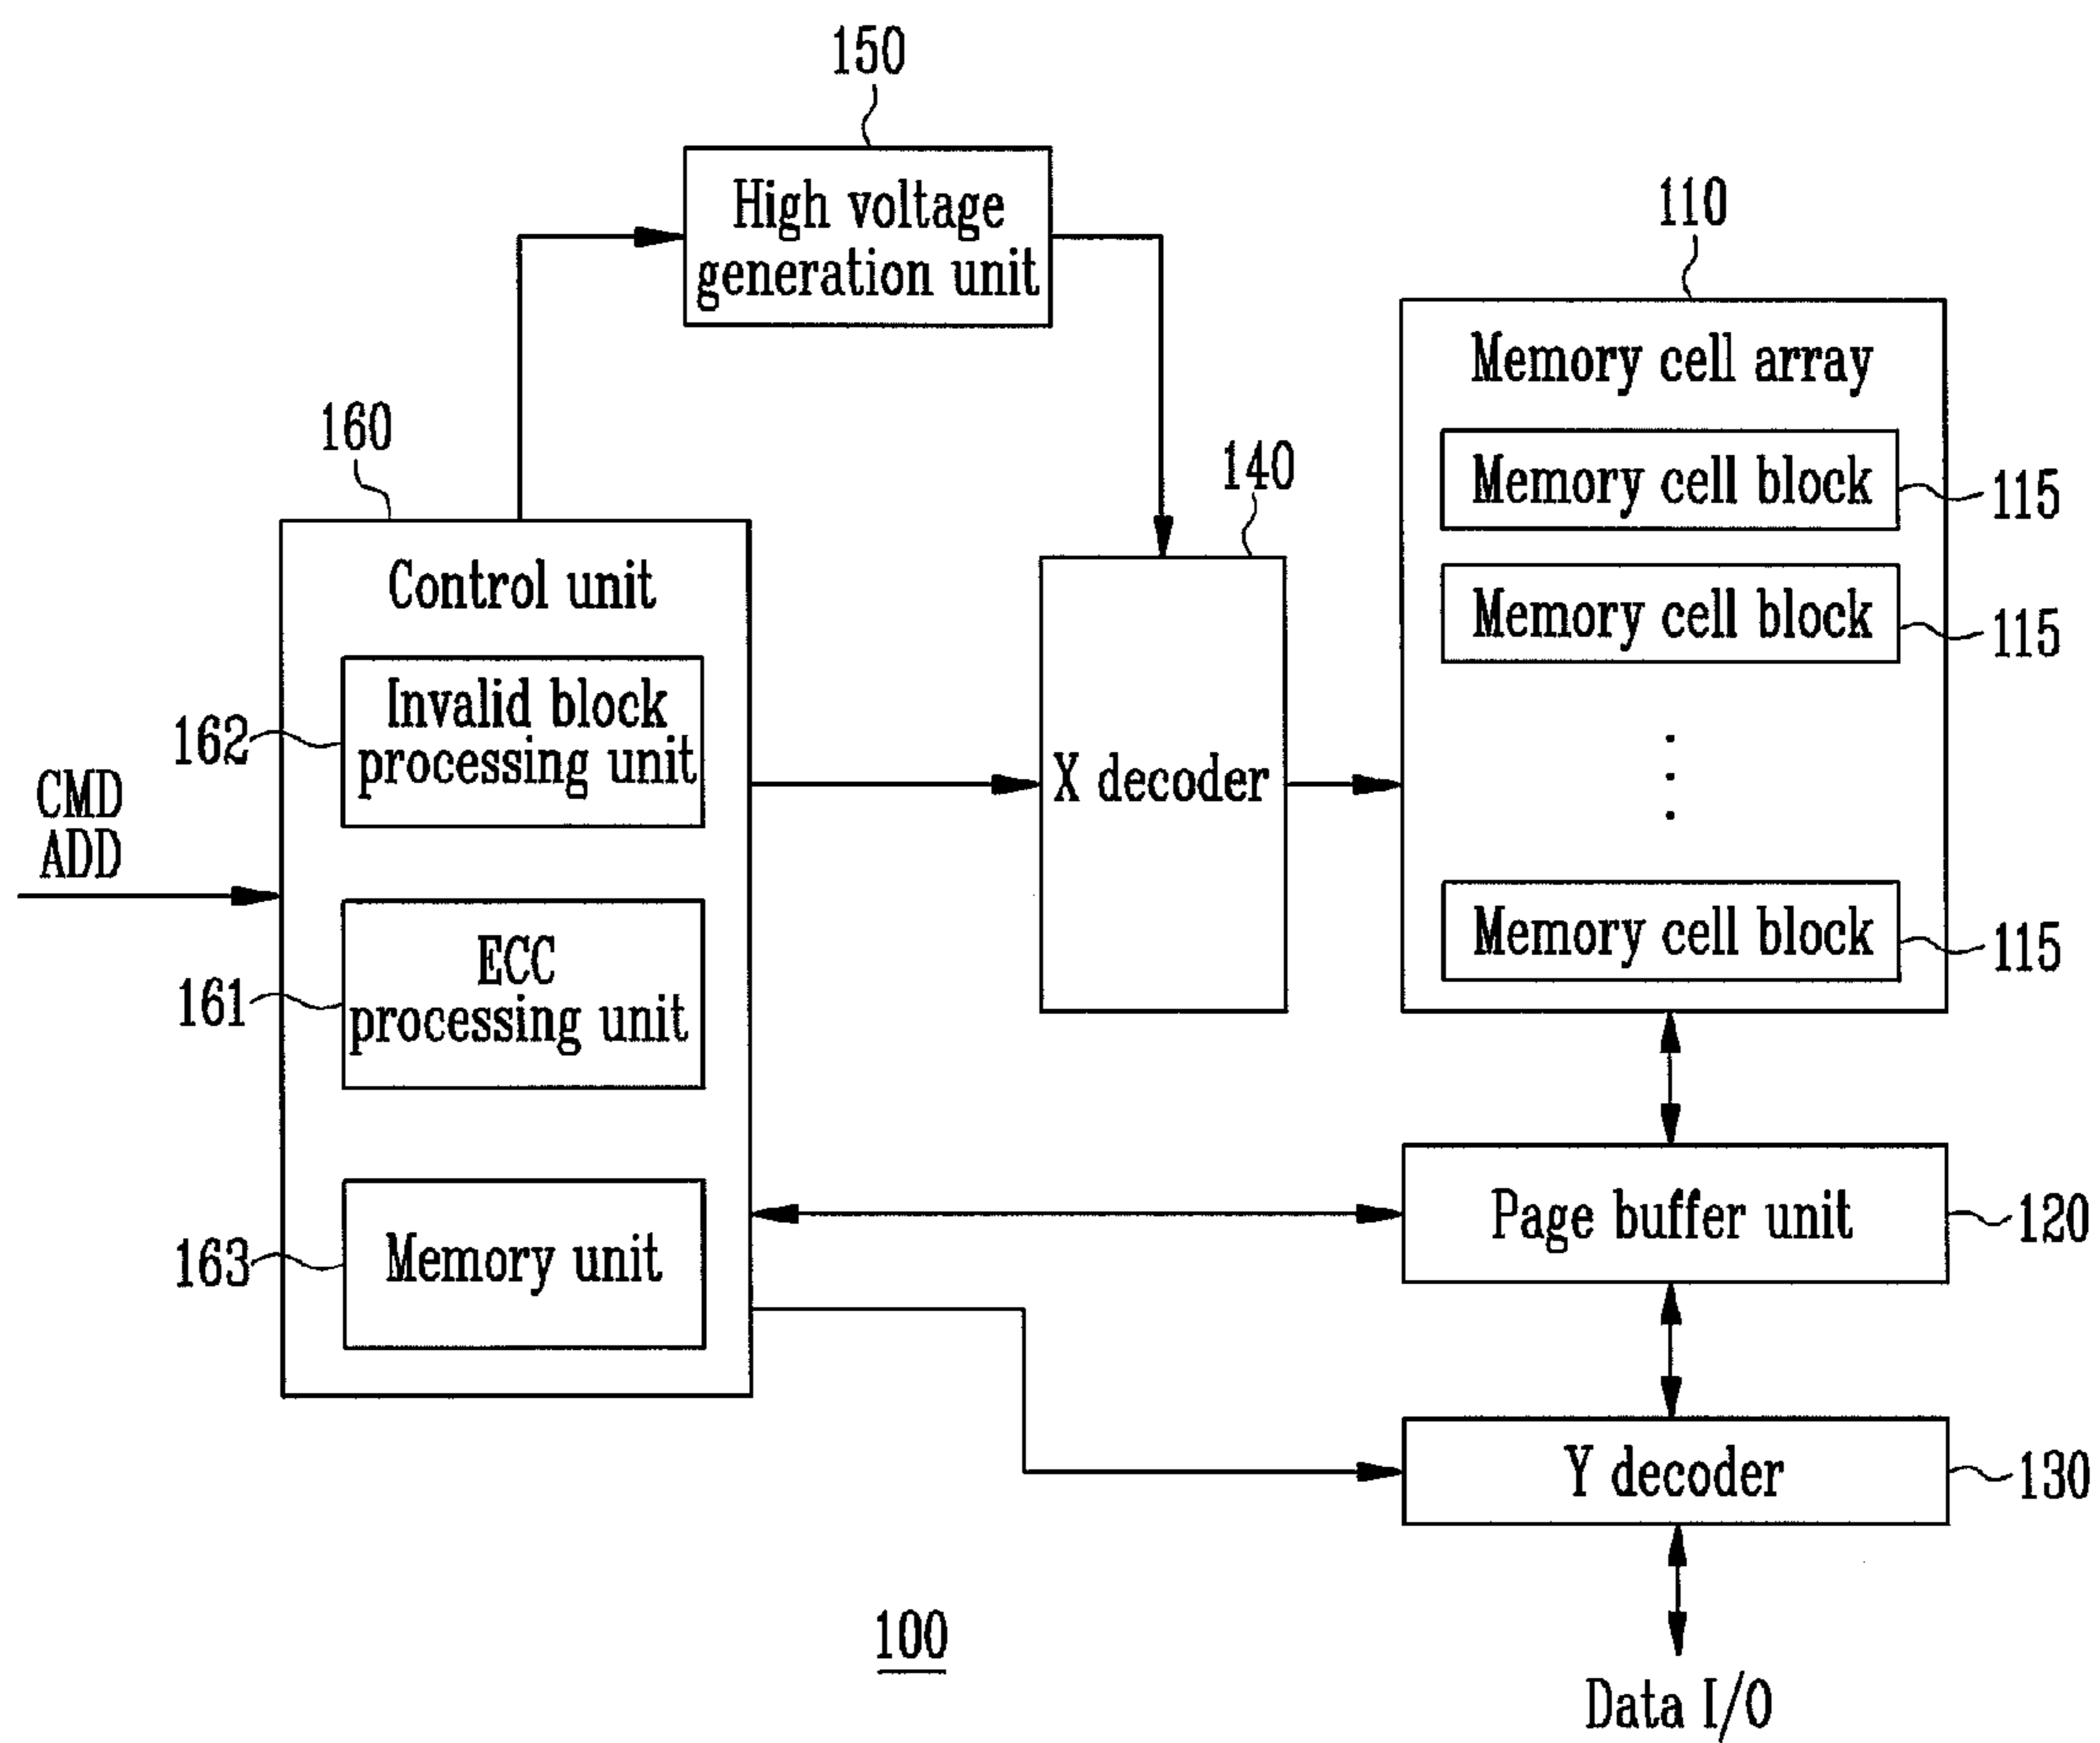 150
High voltage
generation unit
110
Memory cell array
160
140
Memory cell block
115
Control unit
Memory cell block
115
Invalid block
processing unit
162
X decoder
CMD
ADD
ECC
processing unit
161
Memory cell block
115
Memory unit
163
Page buffer unit
120
Y decoder
130
100
Data I/O